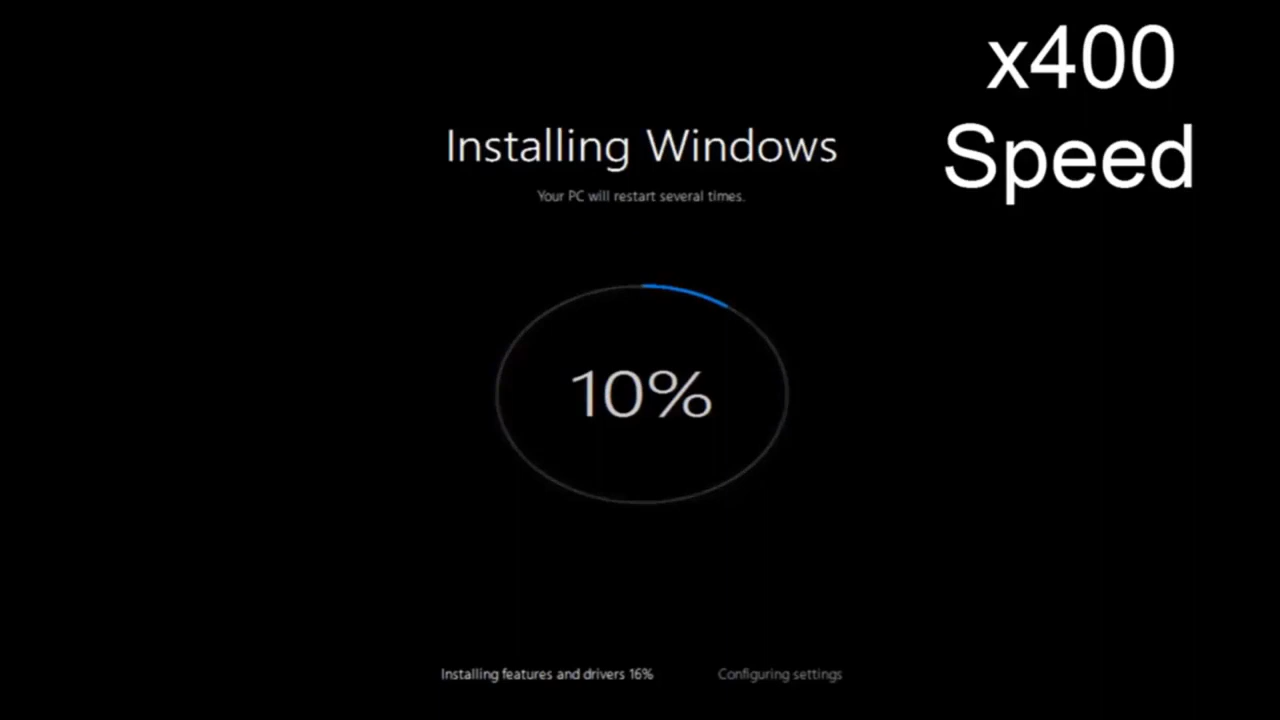 x400
Speed
Installing Windows
Your PC will restart several times.
10%
Installing features and drivers 16%
Configuring settings